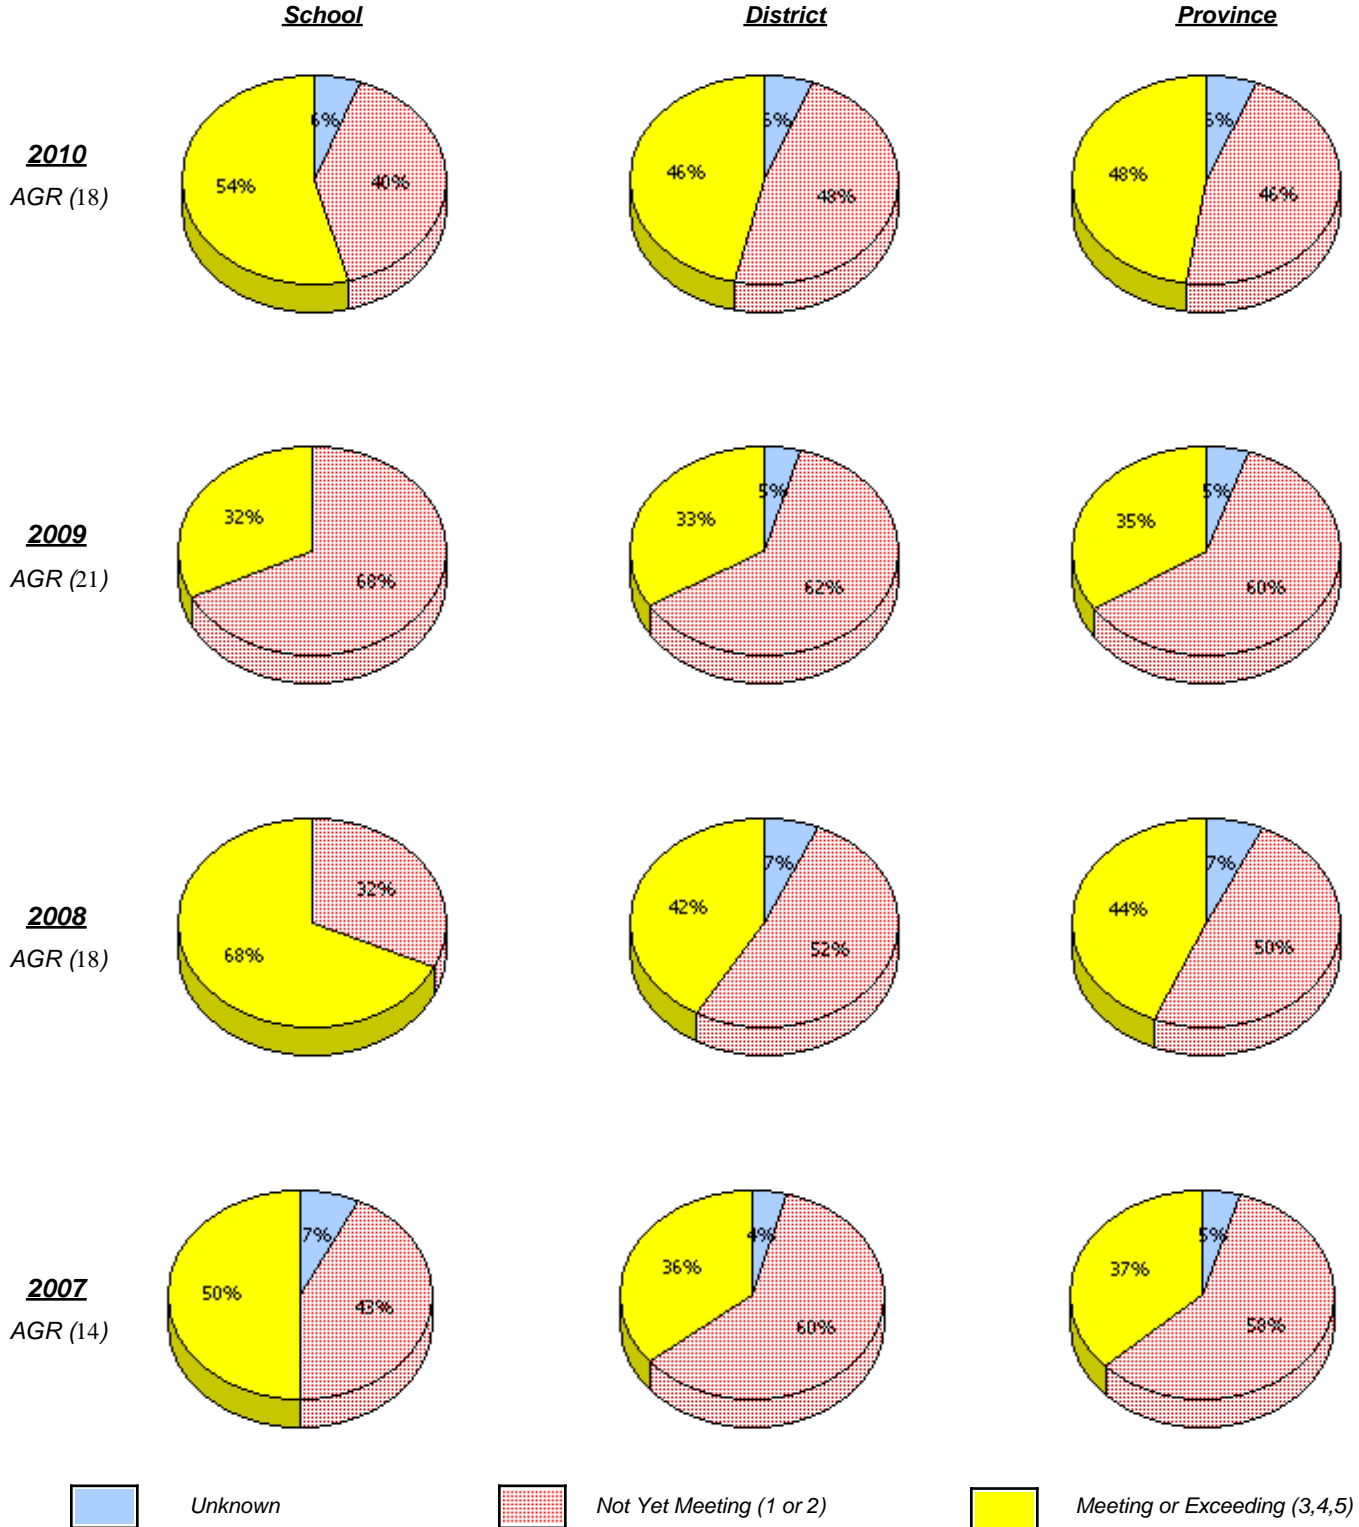 School District Province
2010
AGR (18)
6% 40% 54%
6% 48% 46%
6% 46% 48%
2009
AGR (21)
32% 68%
5% 33% 62%
5% 35% 60%
2008
AGR (18)
32% 68%
7% 42% 52%
7% 44% 50%
2007
AGR (14)
7% 50% 43%
4% 36% 60%
5% 37% 58%
Unknown Not Yet Meeting (1 or 2) Meeting or Exceeding (3,4,5)